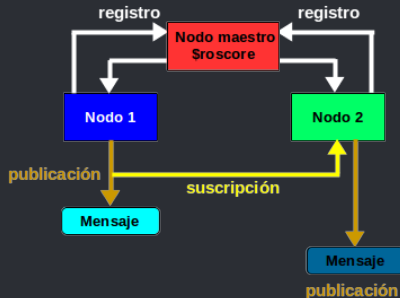 registro
registro
Nodo maestro
$roscore
Nodo 1
Nodo 2
publicación
suscripción
Mensaje
Mensaje
publicación